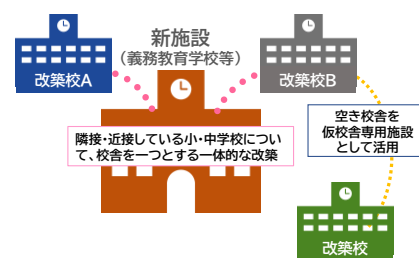 新施設
(義務教育学校等)
改築校A
改築校B
隣接・近接している小・中学校につい
て、校舎を一つとする一体的な改築
空き校舎を
仮校舎専用施設
として活用
改築校